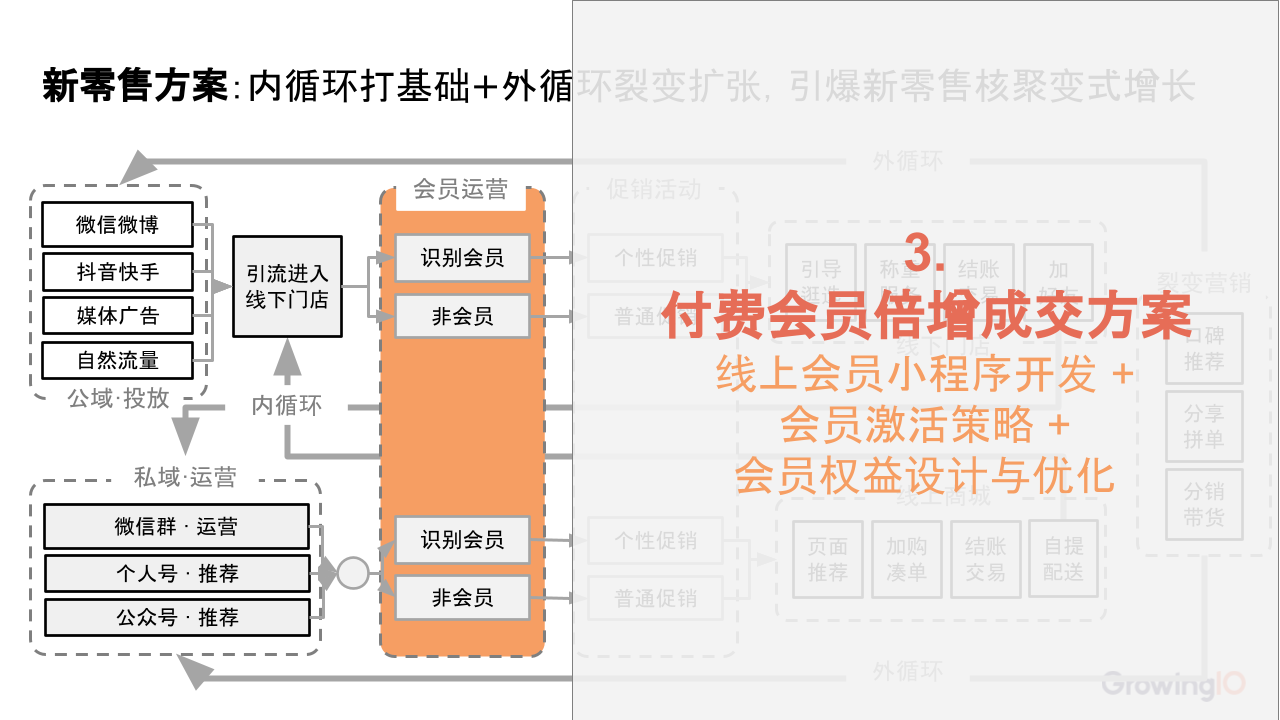 新零售方案：内循环打基础+外循环裂变扩张，引爆新零售核聚变式增长
外循环
会员运营
促销活动
微信微博
抖音快手
媒体广告
自然流量
公域·投放
引流进入
线下门店
识别会员
非会员
个性促销
普通促销
引导
结账
加
3.
付费会员倍增成交方案
线上会员小程序开发 +
会员激活策略 +
会员权益设计与优化
线下门店
裂变营销
口碑
推荐
分享
拼单
分销
带货
内循环
私域·运营
微信群 · 运营
个人号 · 推荐
公众号 · 推荐
识别会员
非会员
个性促销
普通促销
线上商城
页面
推荐
加购
凑单
结账
交易
自提
配送
外循环
GrowingIO